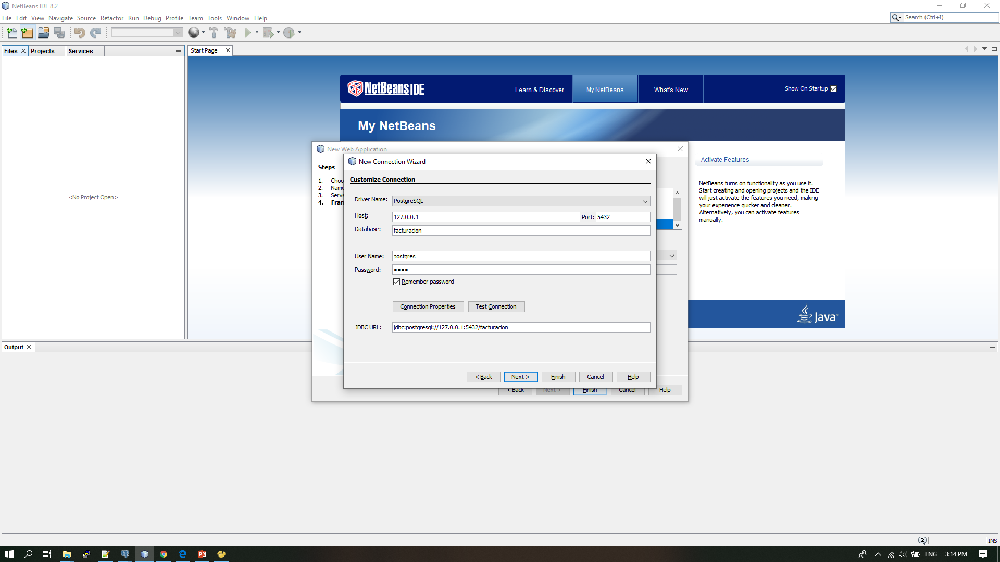 NetBeans IDE 8.2
File Edit View Navigate Source Refactor Run Debug Profile Team Tools Window Help
Search (Ctrl+I)
Files Projects Services
Start Page
<No Project Open>
NetBeans IDE
Learn & Discover
My NetBeans
What's New
Show On Startup
My NetBeans
Activate Features
NetBeans turns on functionality as you use it.
Start creating and opening projects and the IDE
will just activate the features you need, making
your experience quicker and cleaner.
Alternatively, you can activate features
manually.
Java™
New Web Application
Steps
1. Choo
2. Name
3. Serve
4. Fram
New Connection Wizard
Customize Connection
Driver Name: PostgreSQL
Host: 127.0.0.1 Port: 5432
Database: facturacion
User Name: postgres
Password: ●●●●
Remember password
Connection Properties Test Connection
JDBC URL: jdbc:postgresql://127.0.0.1:5432/facturacion
< Back Next > Finish Cancel Help
< Back Next > Finish Cancel Help
Output
2
INS
ENG 3:14 PM